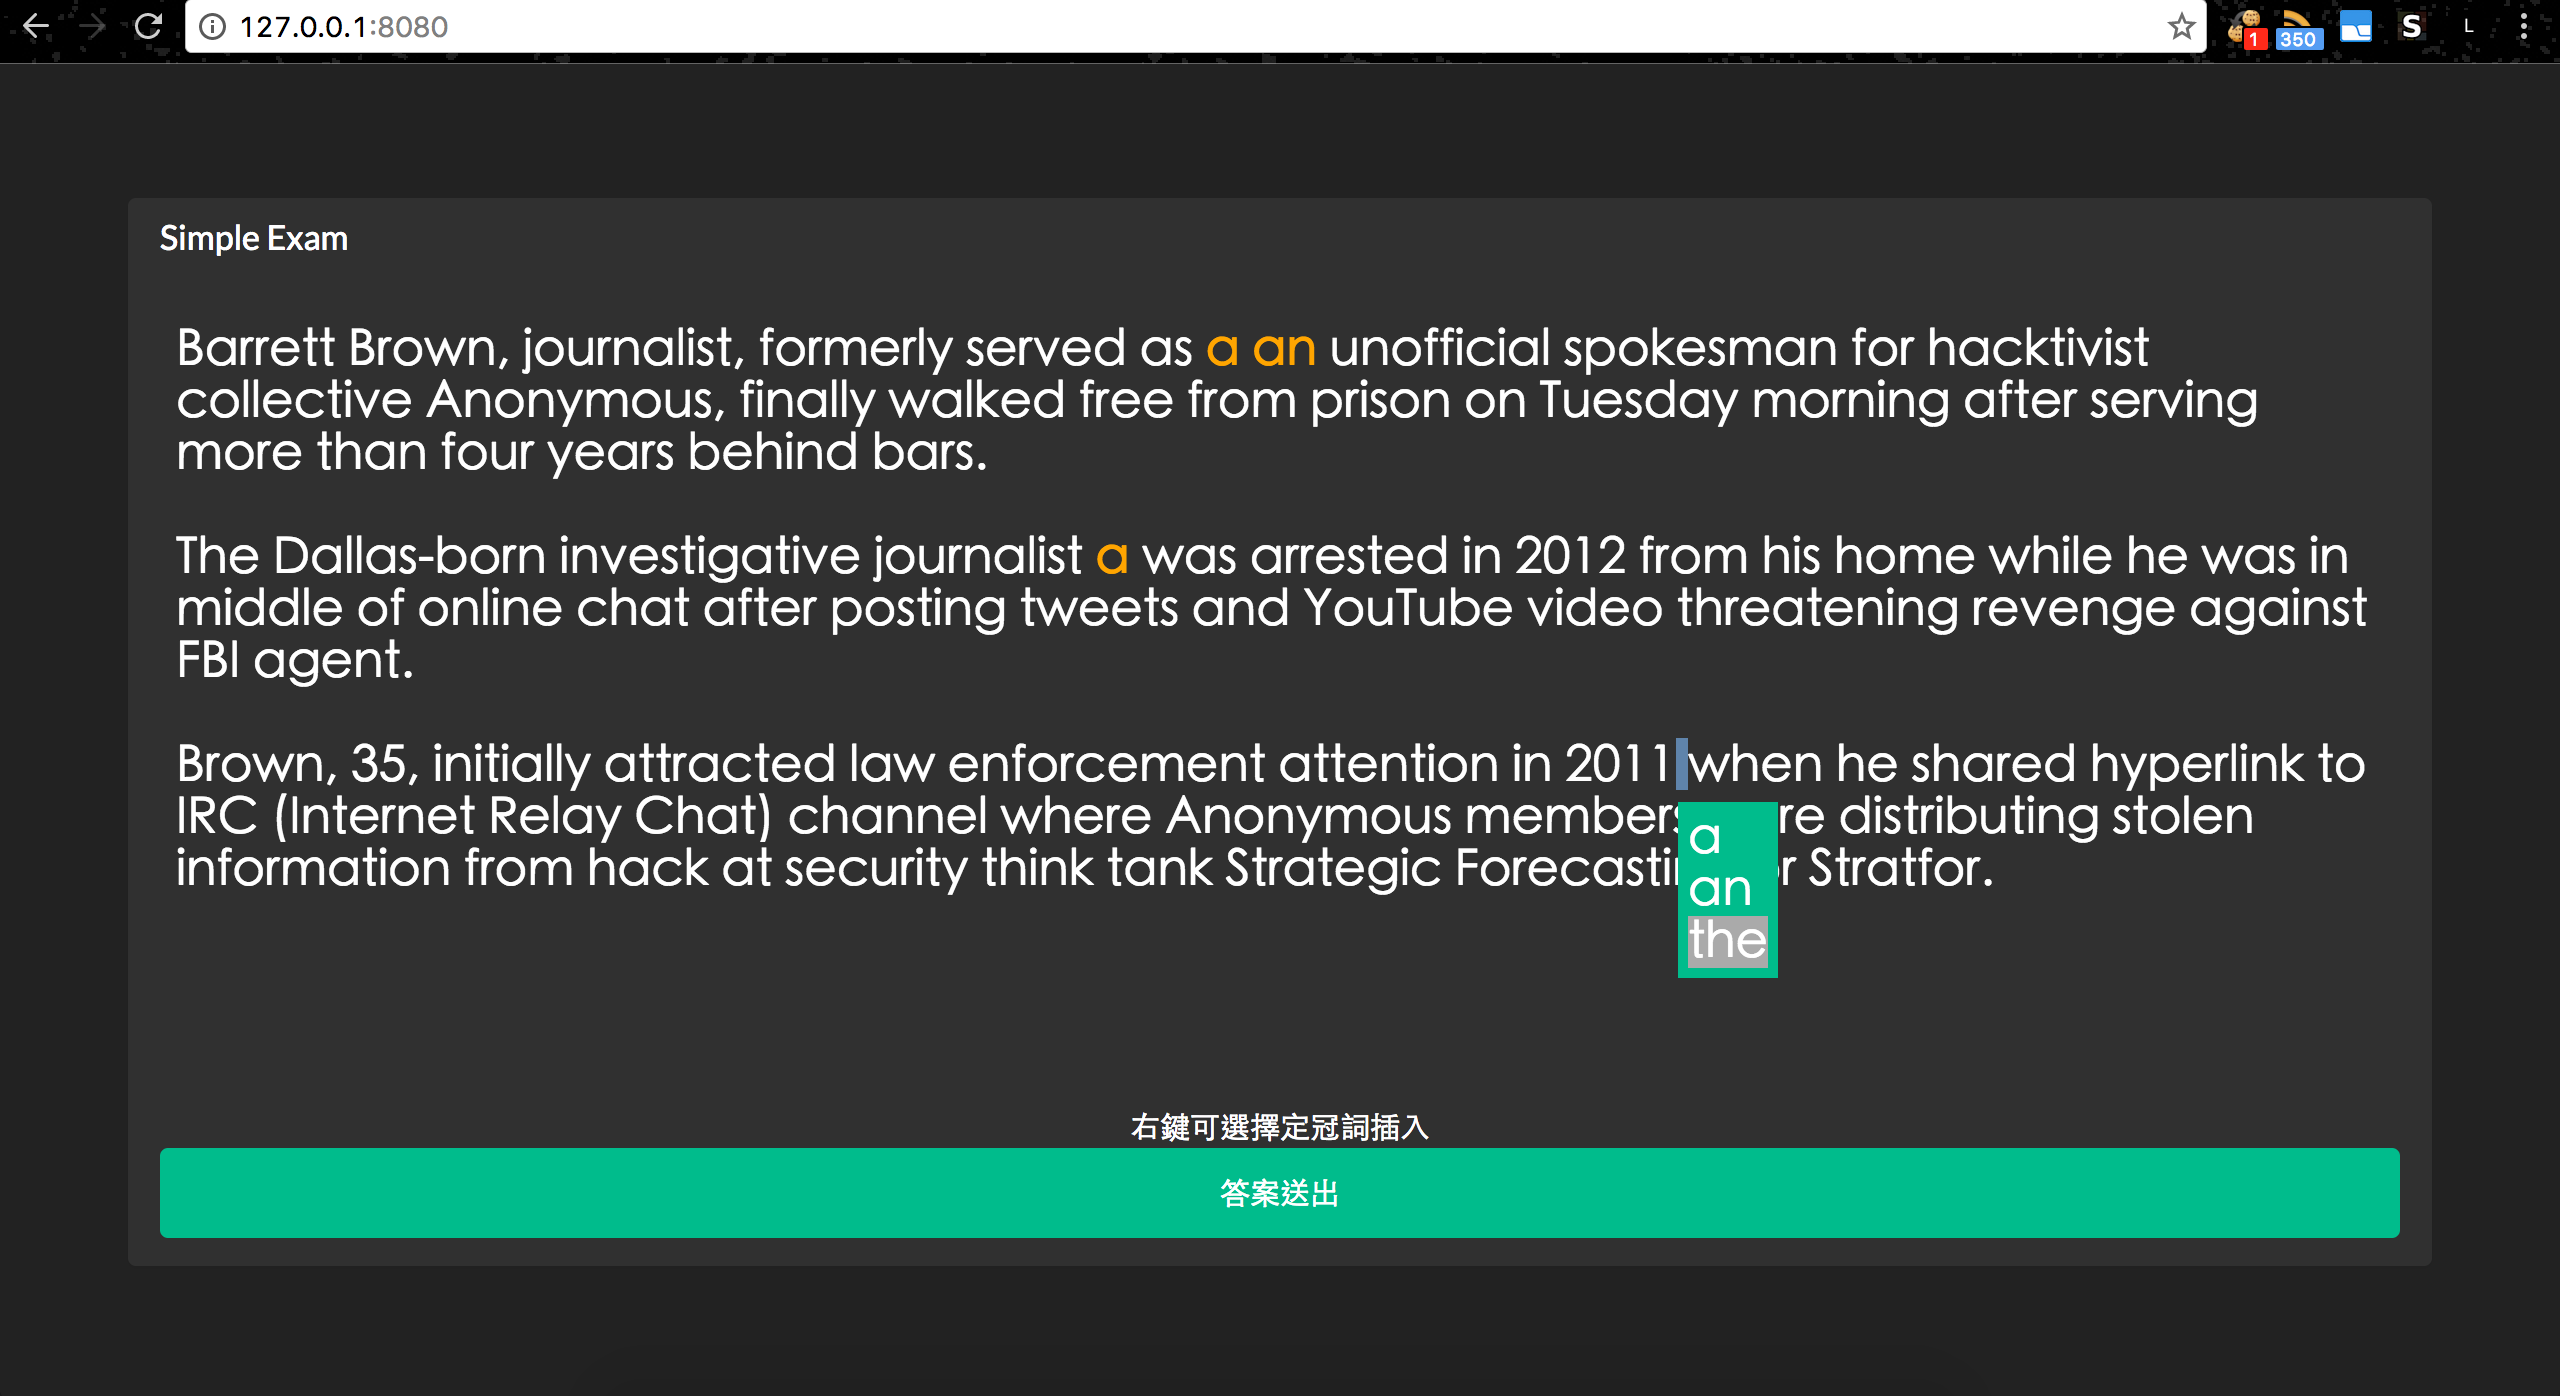 127.0.0.1:8080
1
350
S
L
Simple Exam
Barrett Brown, journalist, formerly served as a an unofficial spokesman for hacktivist
collective Anonymous, finally walked free from prison on Tuesday morning after serving
more than four years behind bars.
The Dallas-born investigative journalist a was arrested in 2012 from his home while he was in
middle of online chat after posting tweets and YouTube video threatening revenge against
FBI agent.
Brown, 35, initially attracted law enforcement attention in 2011 when he shared hyperlink to
IRC (Internet Relay Chat) channel where Anonymous members re distributing stolen
information from hack at security think tank Strategic Forecasti r Stratfor.
a
an
the
右鍵可選擇定冠詞插入
答案送出